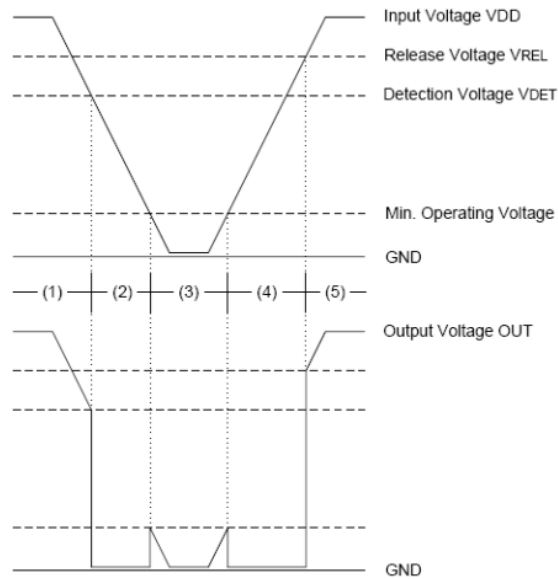 Input Voltage VDD
Release Voltage VREL
Detection Voltage VDET
Min. Operating Voltage
GND
(1) (2) (3) (4) (5)
Output Voltage OUT
GND